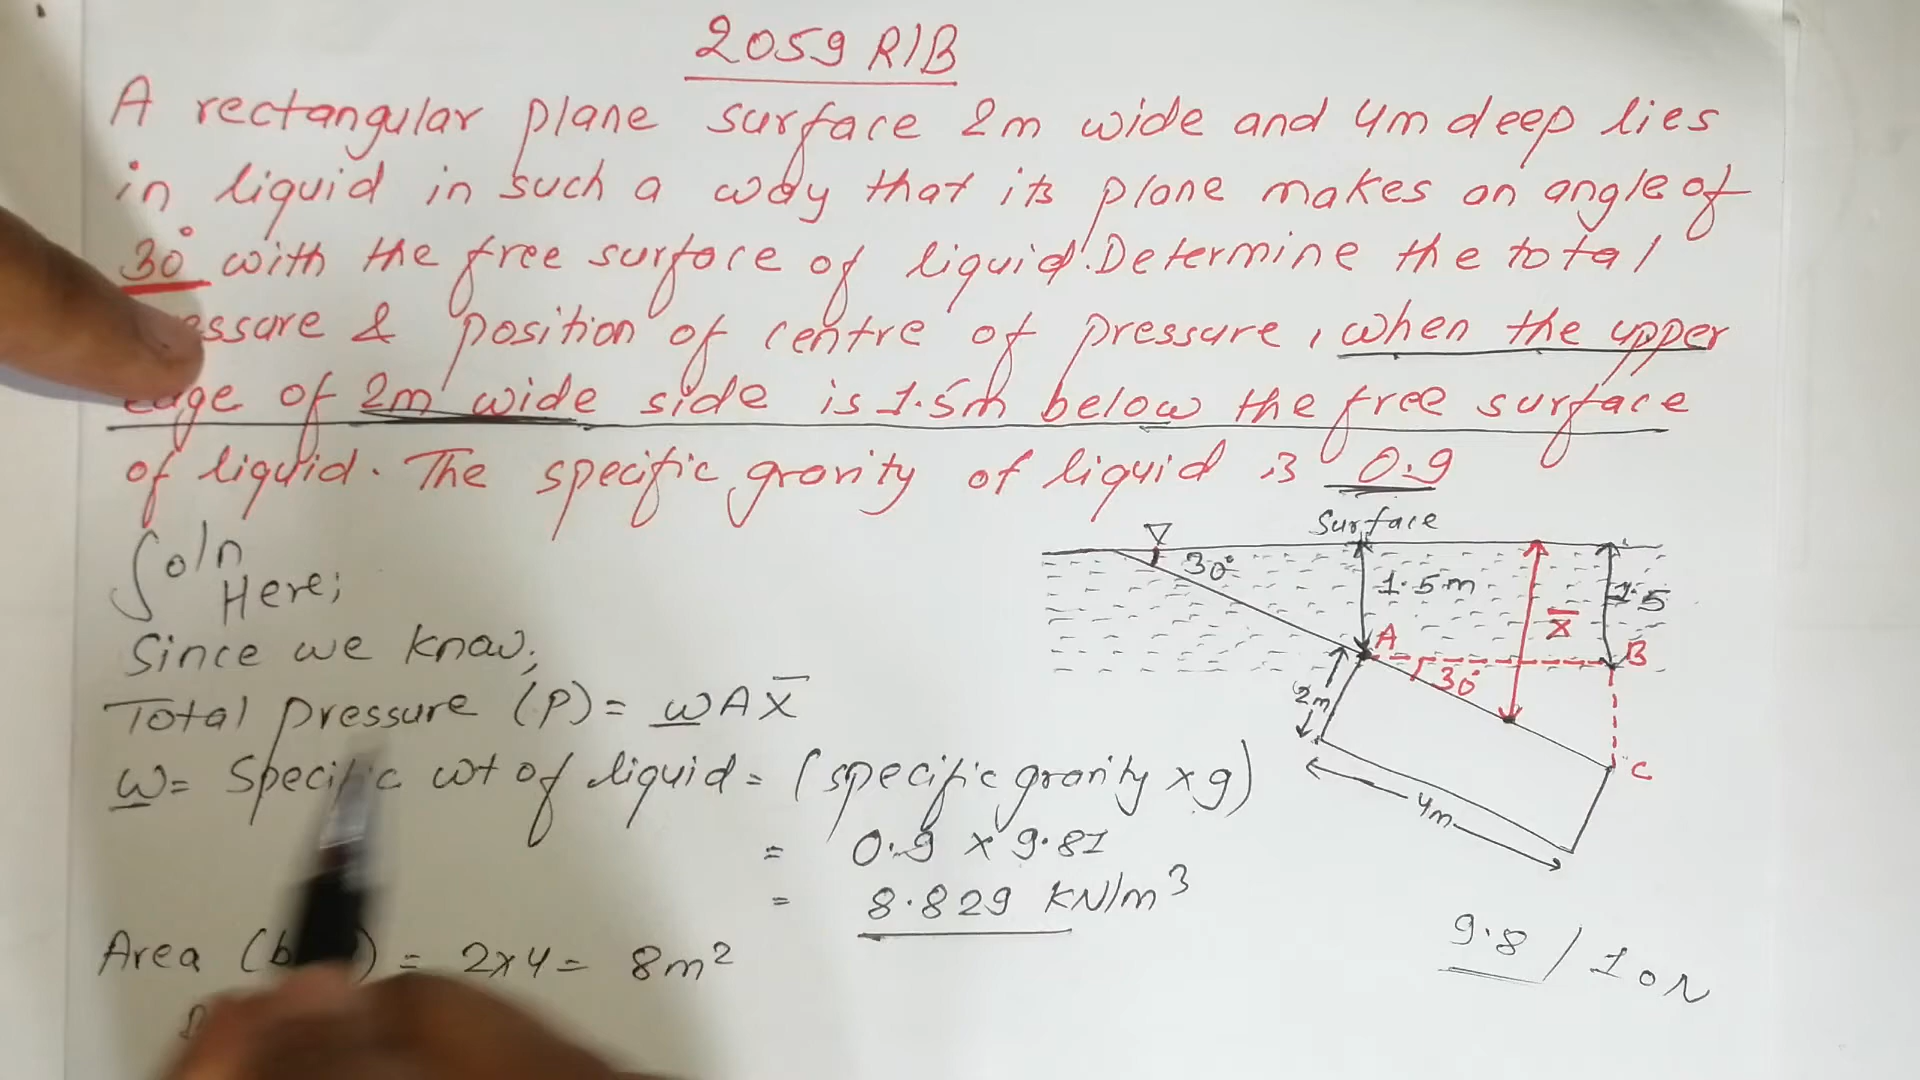 2059 R/B
A rectangular plane surface 2m wide and 4m deep lies
in liquid in such a way that its plane makes an angle of
30° with the free surface of liquid. Determine the total
essure & position of centre of pressure, when the upper
edge of 2m wide side is 1.5m below the free surface
of liquid. The specific gravity of liquid is 0.9
Soln
Here;
Since we know;
Total pressure (P) = wAx̄
w = Specific wt of liquid = (specific gravity x g)
= 0.9 x 9.81
= 8.829 KN/m³
Area (b ) = 2x4 = 8m²
Surface
30°
1.5m
x̄
1.5
A
B
30°
2m
C
4m
9.8 / 10N